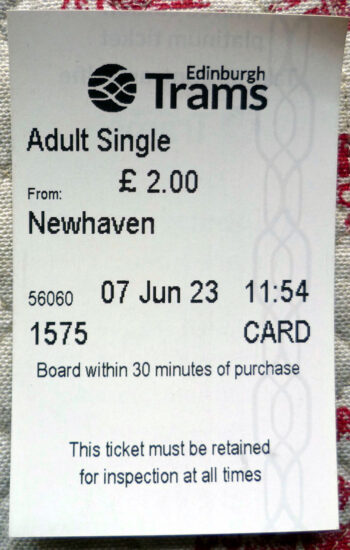 Edinburgh
Trams
Adult Single
£ 2.00
From:
Newhaven
56060 07 Jun 23 11:54
1575 CARD
Board within 30 minutes of purchase
This ticket must be retained
for inspection at all times